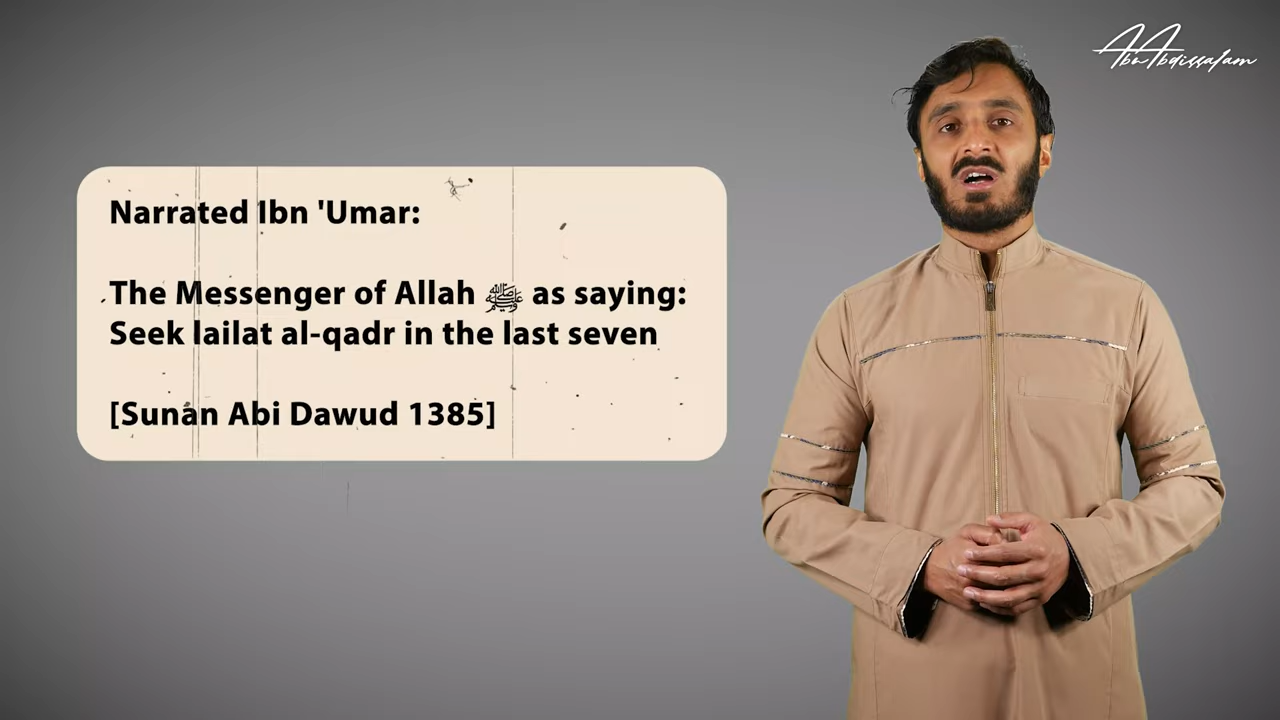 Narrated Ibn 'Umar:
The Messenger of Allah ﷺ as saying:
Seek lailat al-qadr in the last seven
[Sunan Abi Dawud 1385]
IbnAbdissalam